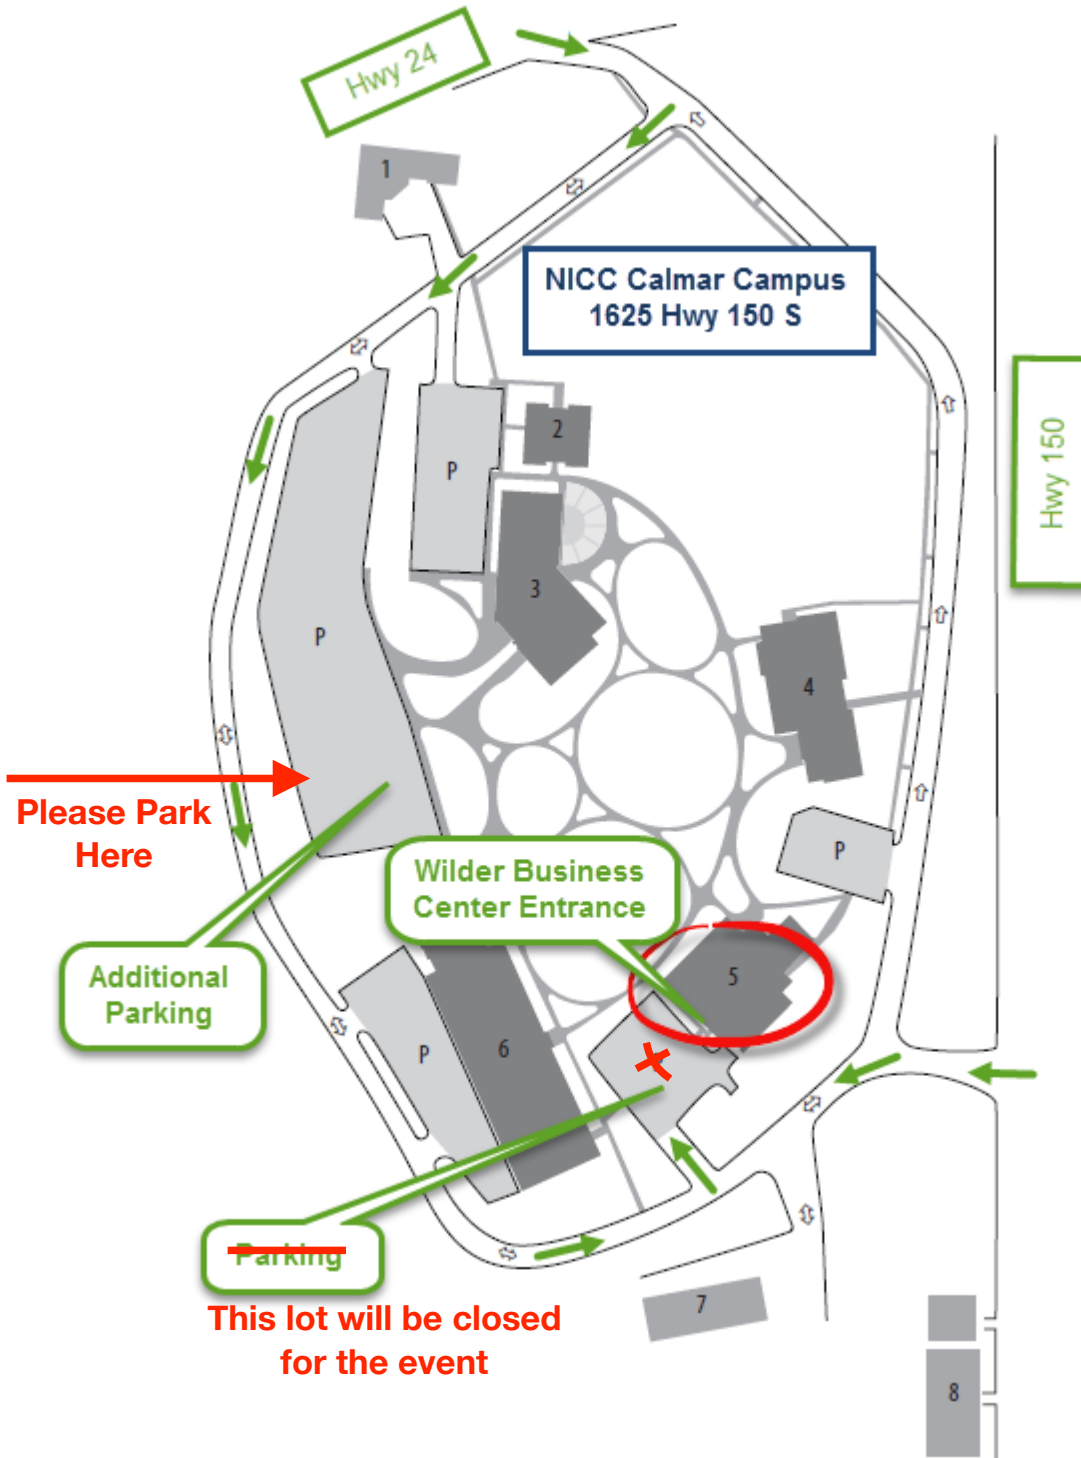 Hwy 24
1
NICC Calmar Campus
1625 Hwy 150 S
Hwy 150
2
P
3
P
4
Please Park
Here
P
Wilder Business
Center Entrance
5
Additional
Parking
P
6
Parking
This lot will be closed
for the event
7
8